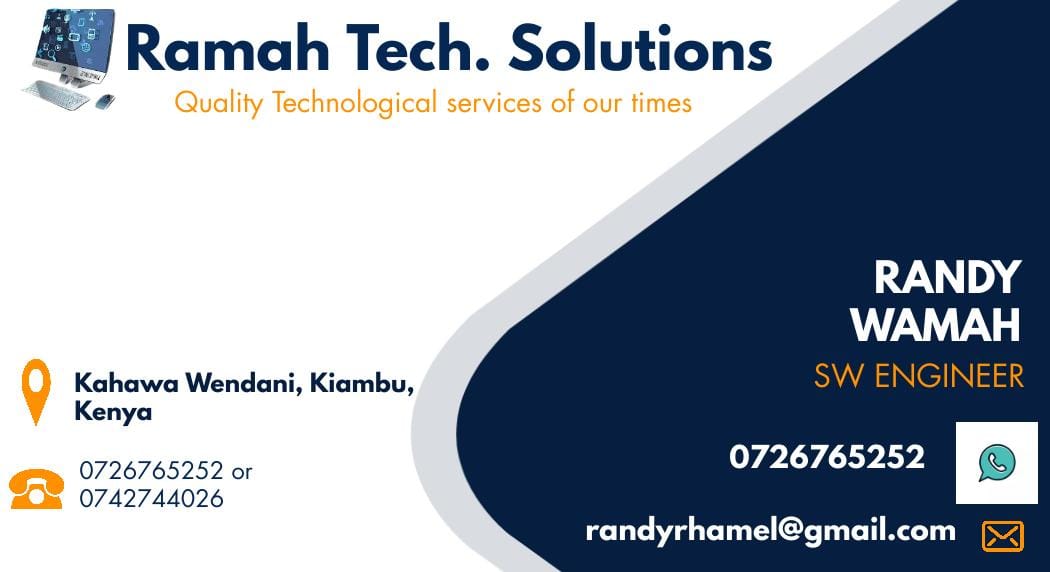 Ramah Tech. Solutions
Quality Technological services of our times
RANDY
WAMAH
SW ENGINEER
Kahawa Wendani, Kiambu,
Kenya
0726765252 or
0742744026
0726765252
randyrhamel@gmail.com